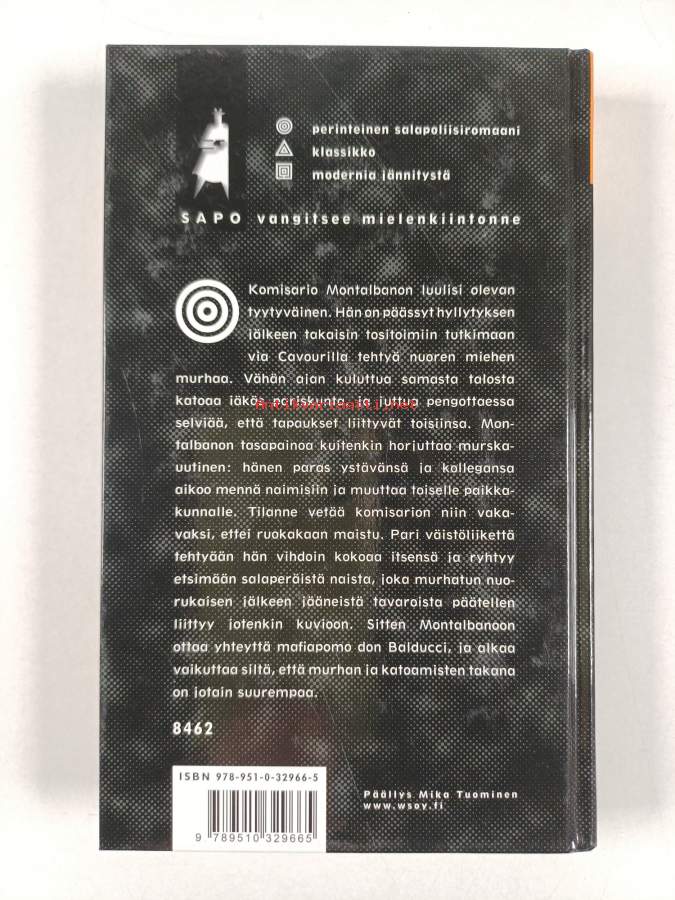 perinteinen salapoliisiromaani
klassikko
modernia jännitystä
SAPO vangitsee mielenkiintonne
Komisario Montalbanon luulisi olevan
tyytyväinen. Hän on päässyt hyllytyksen
jälkeen takaisin tositoimiin tutkimaan
via Cavourilla tehtyä nuoren miehen
murhaa. Vähän ajan kuluttua samasta talosta
katoaa iäkäs pariskunta, ja juttua pengottaessa
Antikvariaatti.net
selviää, että tapaukset liittyvät toisiinsa. Mon-
talbanon tasapainoa kuitenkin horjuttaa murska-
uutinen: hänen paras ystävänsä ja kollegansa
aikoo mennä naimisiin ja muuttaa toiselle paikka-
kunnalle. Tilanne vetää komisarion niin vaka-
vaksi, ettei ruokakaan maistu. Pari väistöliikettä
tehtyään hän vihdoin kokoaa itsensä ja ryhtyy
etsimään salaperäistä naista, joka murhatun nuo-
rukaisen jälkeen jääneistä tavaroista päätellen
liittyy jotenkin kuvioon. Sitten Montalbanoon
ottaa yhteyttä mafiapomo don Balducci, ja alkaa
vaikuttaa siltä, että murhan ja katoamisten takana
on jotain suurempaa.
8462
ISBN 978-951-0-32966-5
9 789510 329665
Päällys Mika Tuominen
www.wsoy.fi